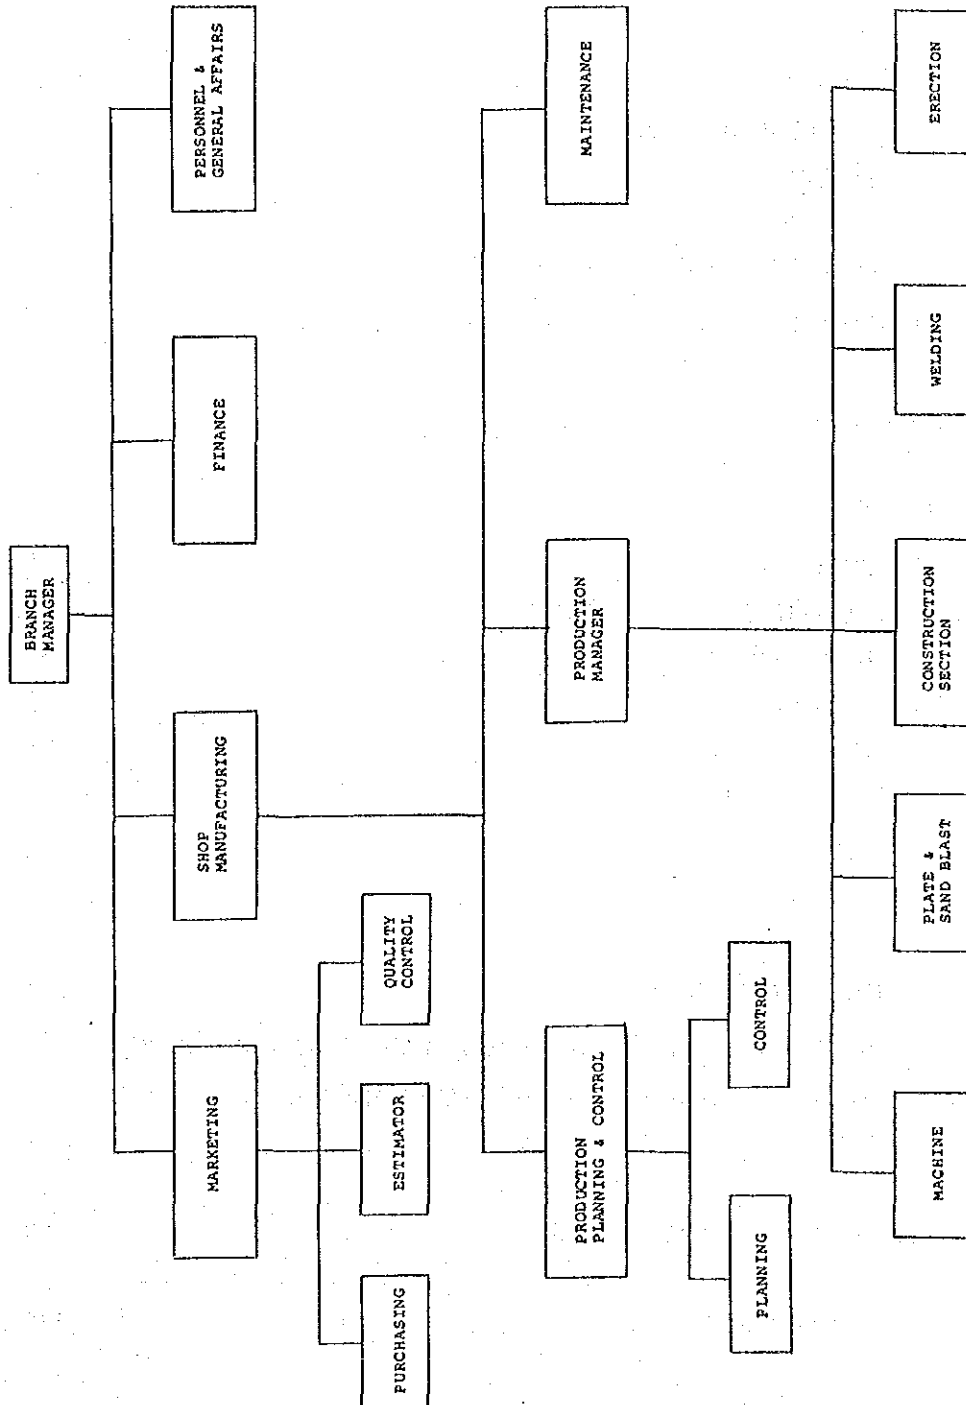 BRANCH
MANAGER
MARKETING
SHOP
MANUFACTURING
FINANCE
PERSONNEL &
GENERAL AFFAIRS
PURCHASING
ESTIMATOR
QUALITY
CONTROL
PRODUCTION
PLANNING & CONTROL
PRODUCTION
MANAGER
MAINTENANCE
PLANNING
CONTROL
MACHINE
PLATE &
SAND BLAST
CONSTRUCTION
SECTION
WELDING
ERECTION